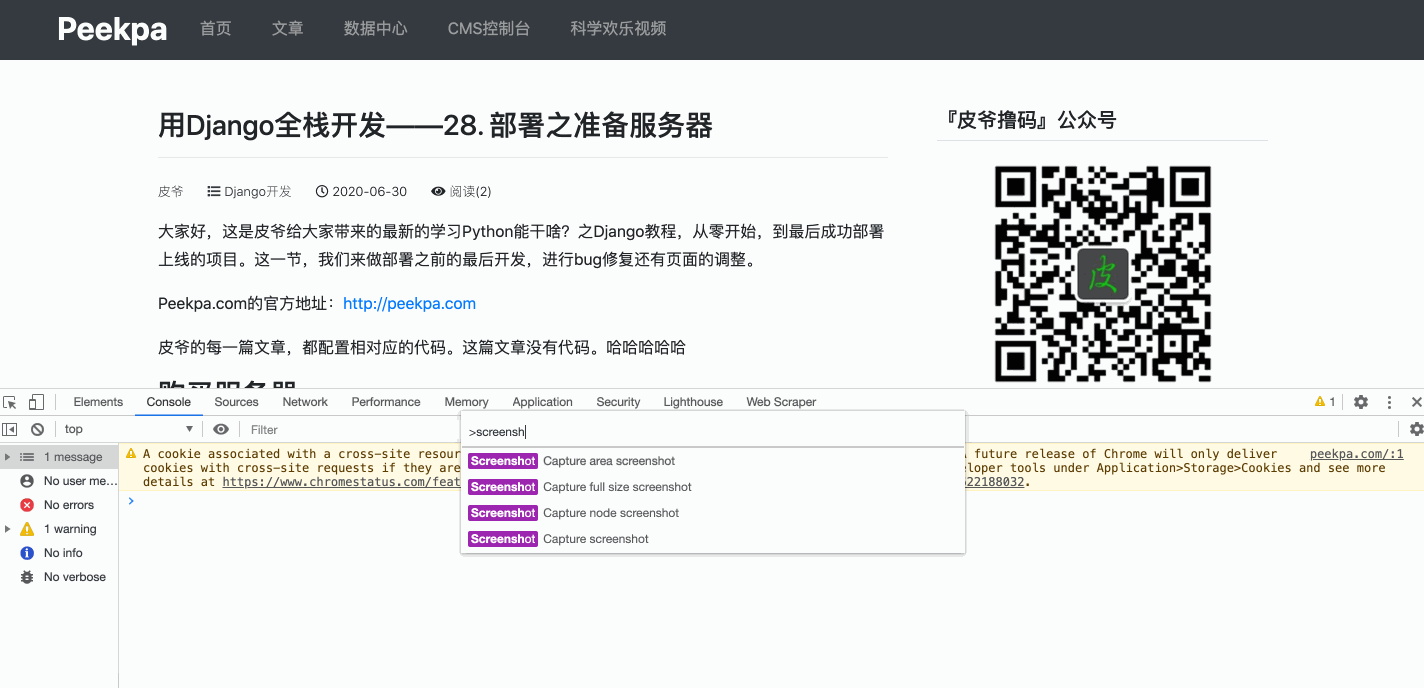 Peekpa 首页 文章 数据中心 CMS控制台 科学欢乐视频
用Django全栈开发——28. 部署之准备服务器
皮爷 Django开发 2020-06-30 阅读(2)
大家好，这是皮爷给大家带来的最新的学习Python能干啥？之Django教程，从零开始，到最后成功部署
上线的项目。这一节，我们来做部署之前的最后开发，进行bug修复还有页面的调整。
Peekpa.com的官方地址：http://peekpa.com
皮爷的每一篇文章，都配置相对应的代码。这篇文章没有代码。哈哈哈哈哈
购买服务器
『皮爷撸码』公众号
皮
Elements Console Sources Network Performance Memory Application Security Lighthouse Web Scraper 1
top Filter
>screensh
Screenshot Capture area screenshot
Screenshot Capture full size screenshot
Screenshot Capture node screenshot
Screenshot Capture screenshot
1 message
No user me...
No errors
1 warning
No info
No verbose
A cookie associated with a cross-site resour future release of Chrome will only deliver peekpa.com/:1
cookies with cross-site requests if they are eloper tools under Application>Storage>Cookies and see more
details at https://www.chromestatus.com/feat 22188032.